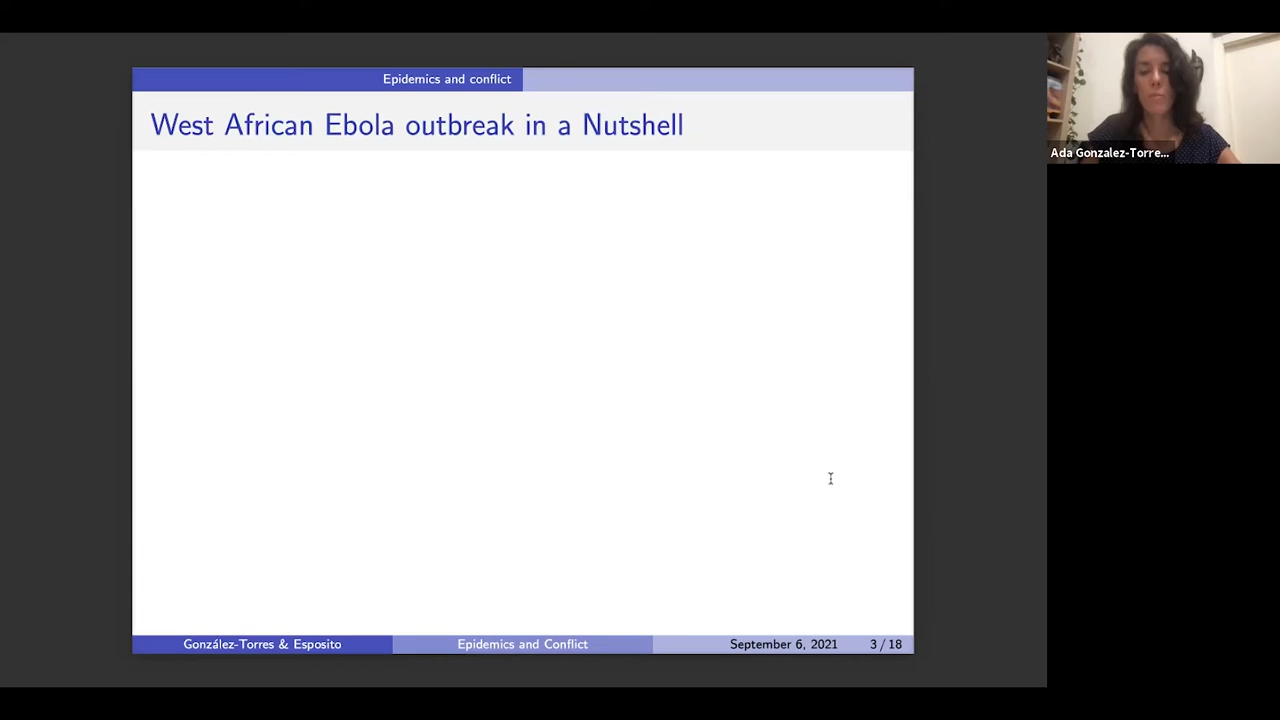 Epidemics and conflict
West African Ebola outbreak in a Nutshell
Ada Gonzalez-Torre...
González-Torres & Esposito
Epidemics and Conflict
September 6, 2021
3 / 18